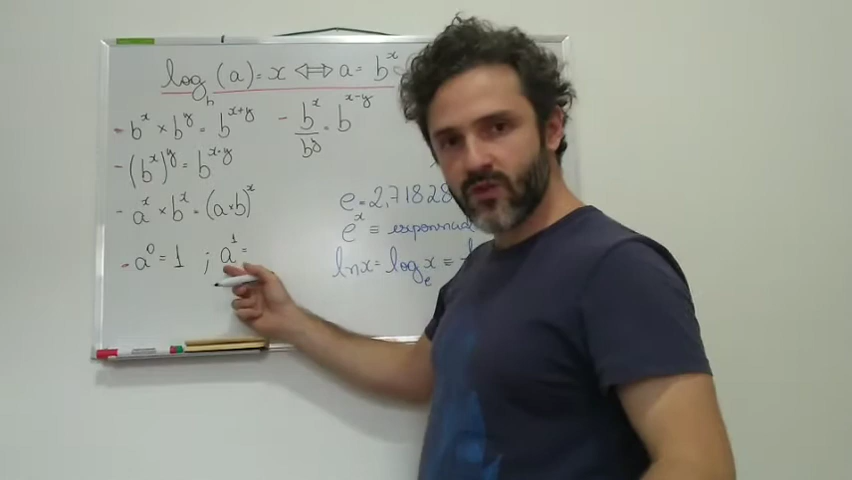 log_b (a) = x ⟺ a = b^x
- b^x × b^y = b^(x+y)
- b^x / b^y = b^(x-y)
- (b^x)^y = b^(x·y)
- a^x × b^x = (a×b)^x
- a^0 = 1 ; a^1 =
e = 2,71828
e^x ≡ exponencial
ln x = log_e x ≡